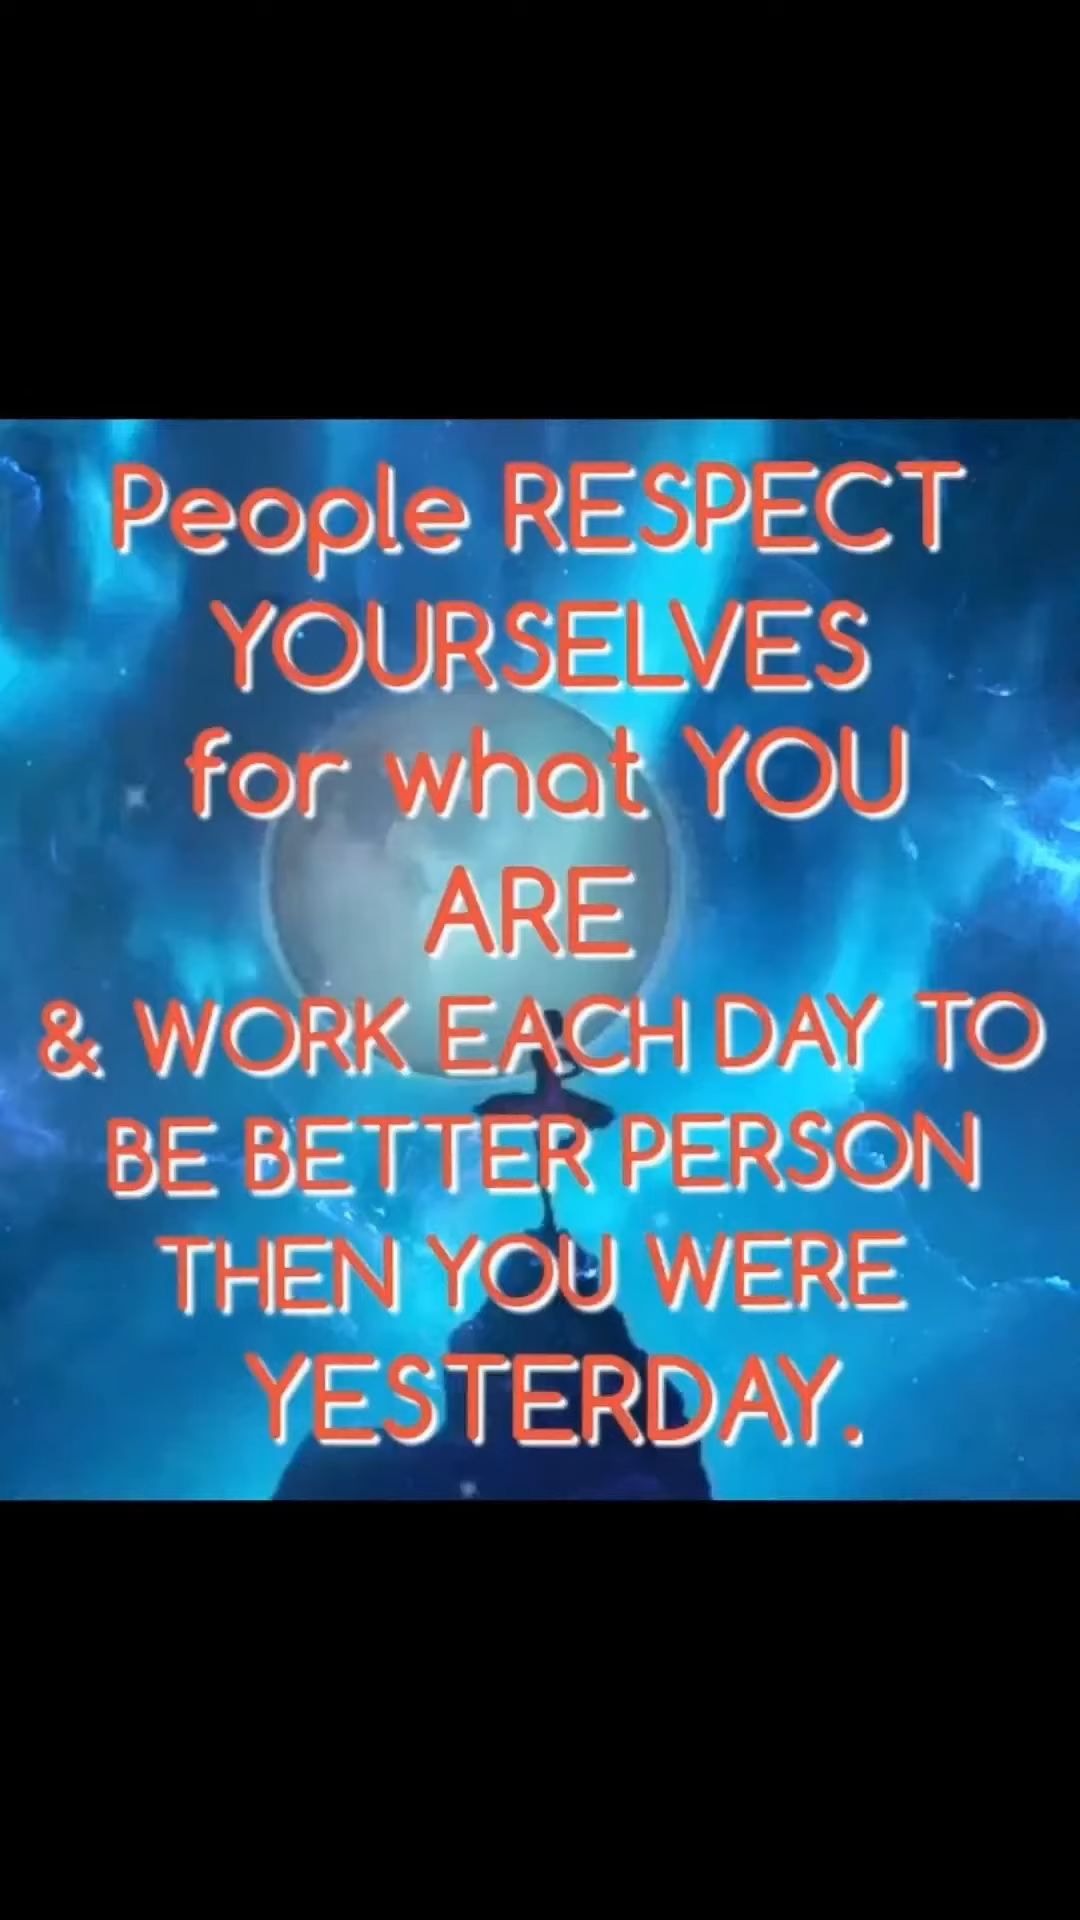 People RESPECT
YOURSELVES
for what YOU
ARE
& WORK EACH DAY TO
BE BETTER PERSON
THEN YOU WERE
YESTERDAY.